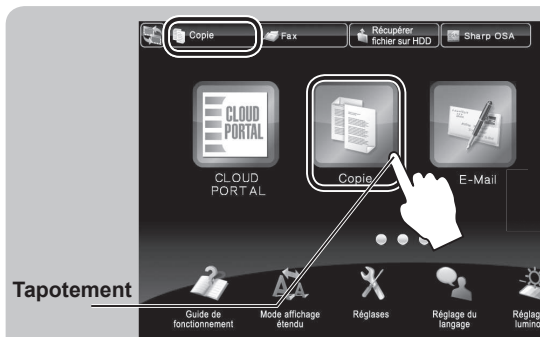 Copie
Fax
Récupérer
fichier sur HDD
Sharp OSA
CLOUD
PORTAL
CLOUD
PORTAL
Copie
E-Mail
Tapotement
Guide de
fonctionnement
Mode affichage
étendu
Réglases
Réglage du
langage